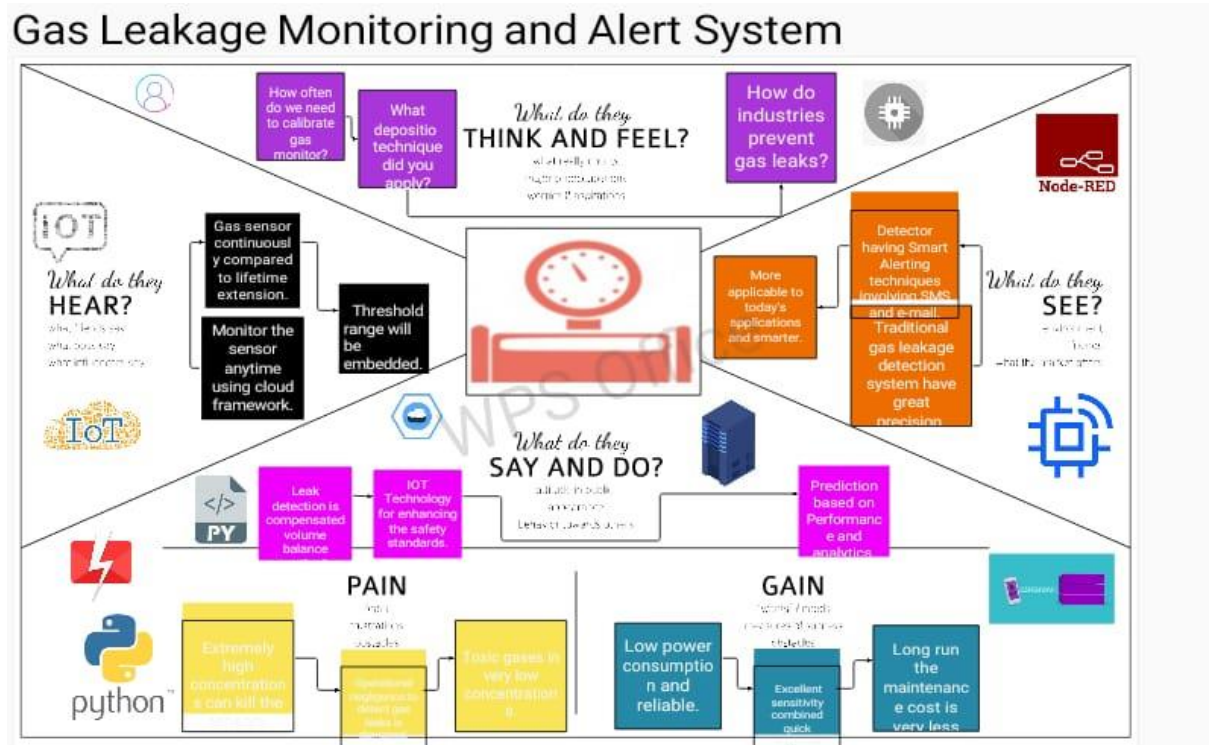 Gas Leakage Monitoring and Alert System
How often
do we need
to calibrate
gas
monitor?
What
depositio
technique
did you
apply?
What do they
THINK AND FEEL?
How do
industries
prevent
gas leaks?
Node-RED
IOT
What do they
HEAR?
Gas sensor
continuousl
y compared
to lifetime
extension.
Monitor the
sensor
anytime
using cloud
framework.
Threshold
range will
be
embedded.
IoT
More
applicable to
today's
applications
and smarter.
Detector
having Smart
Alerting
techniques
involving SMS
and e-mail.
Traditional
gas leakage
detection
system have
great
precision
What do they
SEE?
WPS Office
What do they
SAY AND DO?
</>
PY
Leak
detection is
compensated
volume
balance
IOT
Technology
for enhancing
the safety
standards.
Prediction
based on
Performanc
e and
analytics
PAIN
python
Extremely
high
concentration
s can kill the
Operational
negligence to
detect gas
leaks is
Toxic gases in
very low
concentration
s.
GAIN
Low power
consumptio
n and
reliable.
Excellent
sensitivity
combined
quick
Long run
the
maintenanc
e cost is
very less